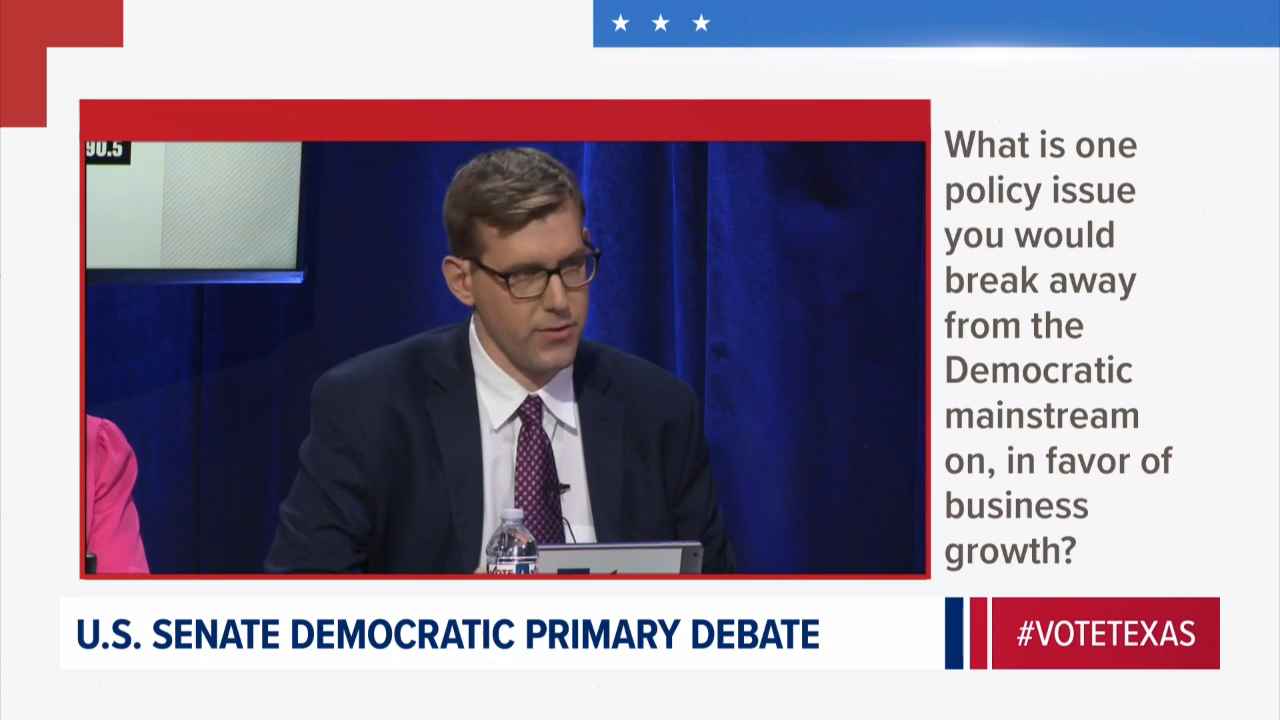 90.5
What is one
policy issue
you would
break away
from the
Democratic
mainstream
on, in favor of
business
growth?
VOTE
U.S. SENATE DEMOCRATIC PRIMARY DEBATE
#VOTETEXAS